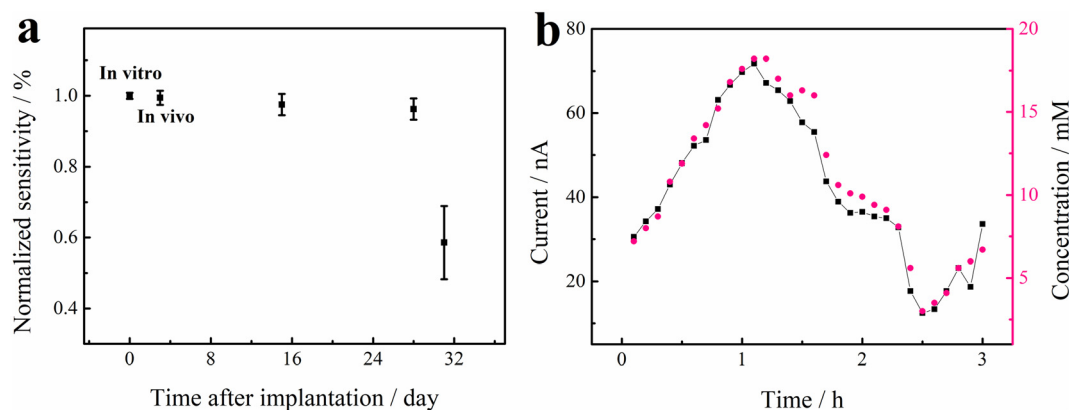 a
Normalized sensitivity / %
1.0
0.8
0.6
0.4
In vitro
In vivo
0 8 16 24 32
Time after implantation / day
b
Current / nA
80
60
40
20
0 1 2 3
Time / h
20
15
10
5
Concentration / mM